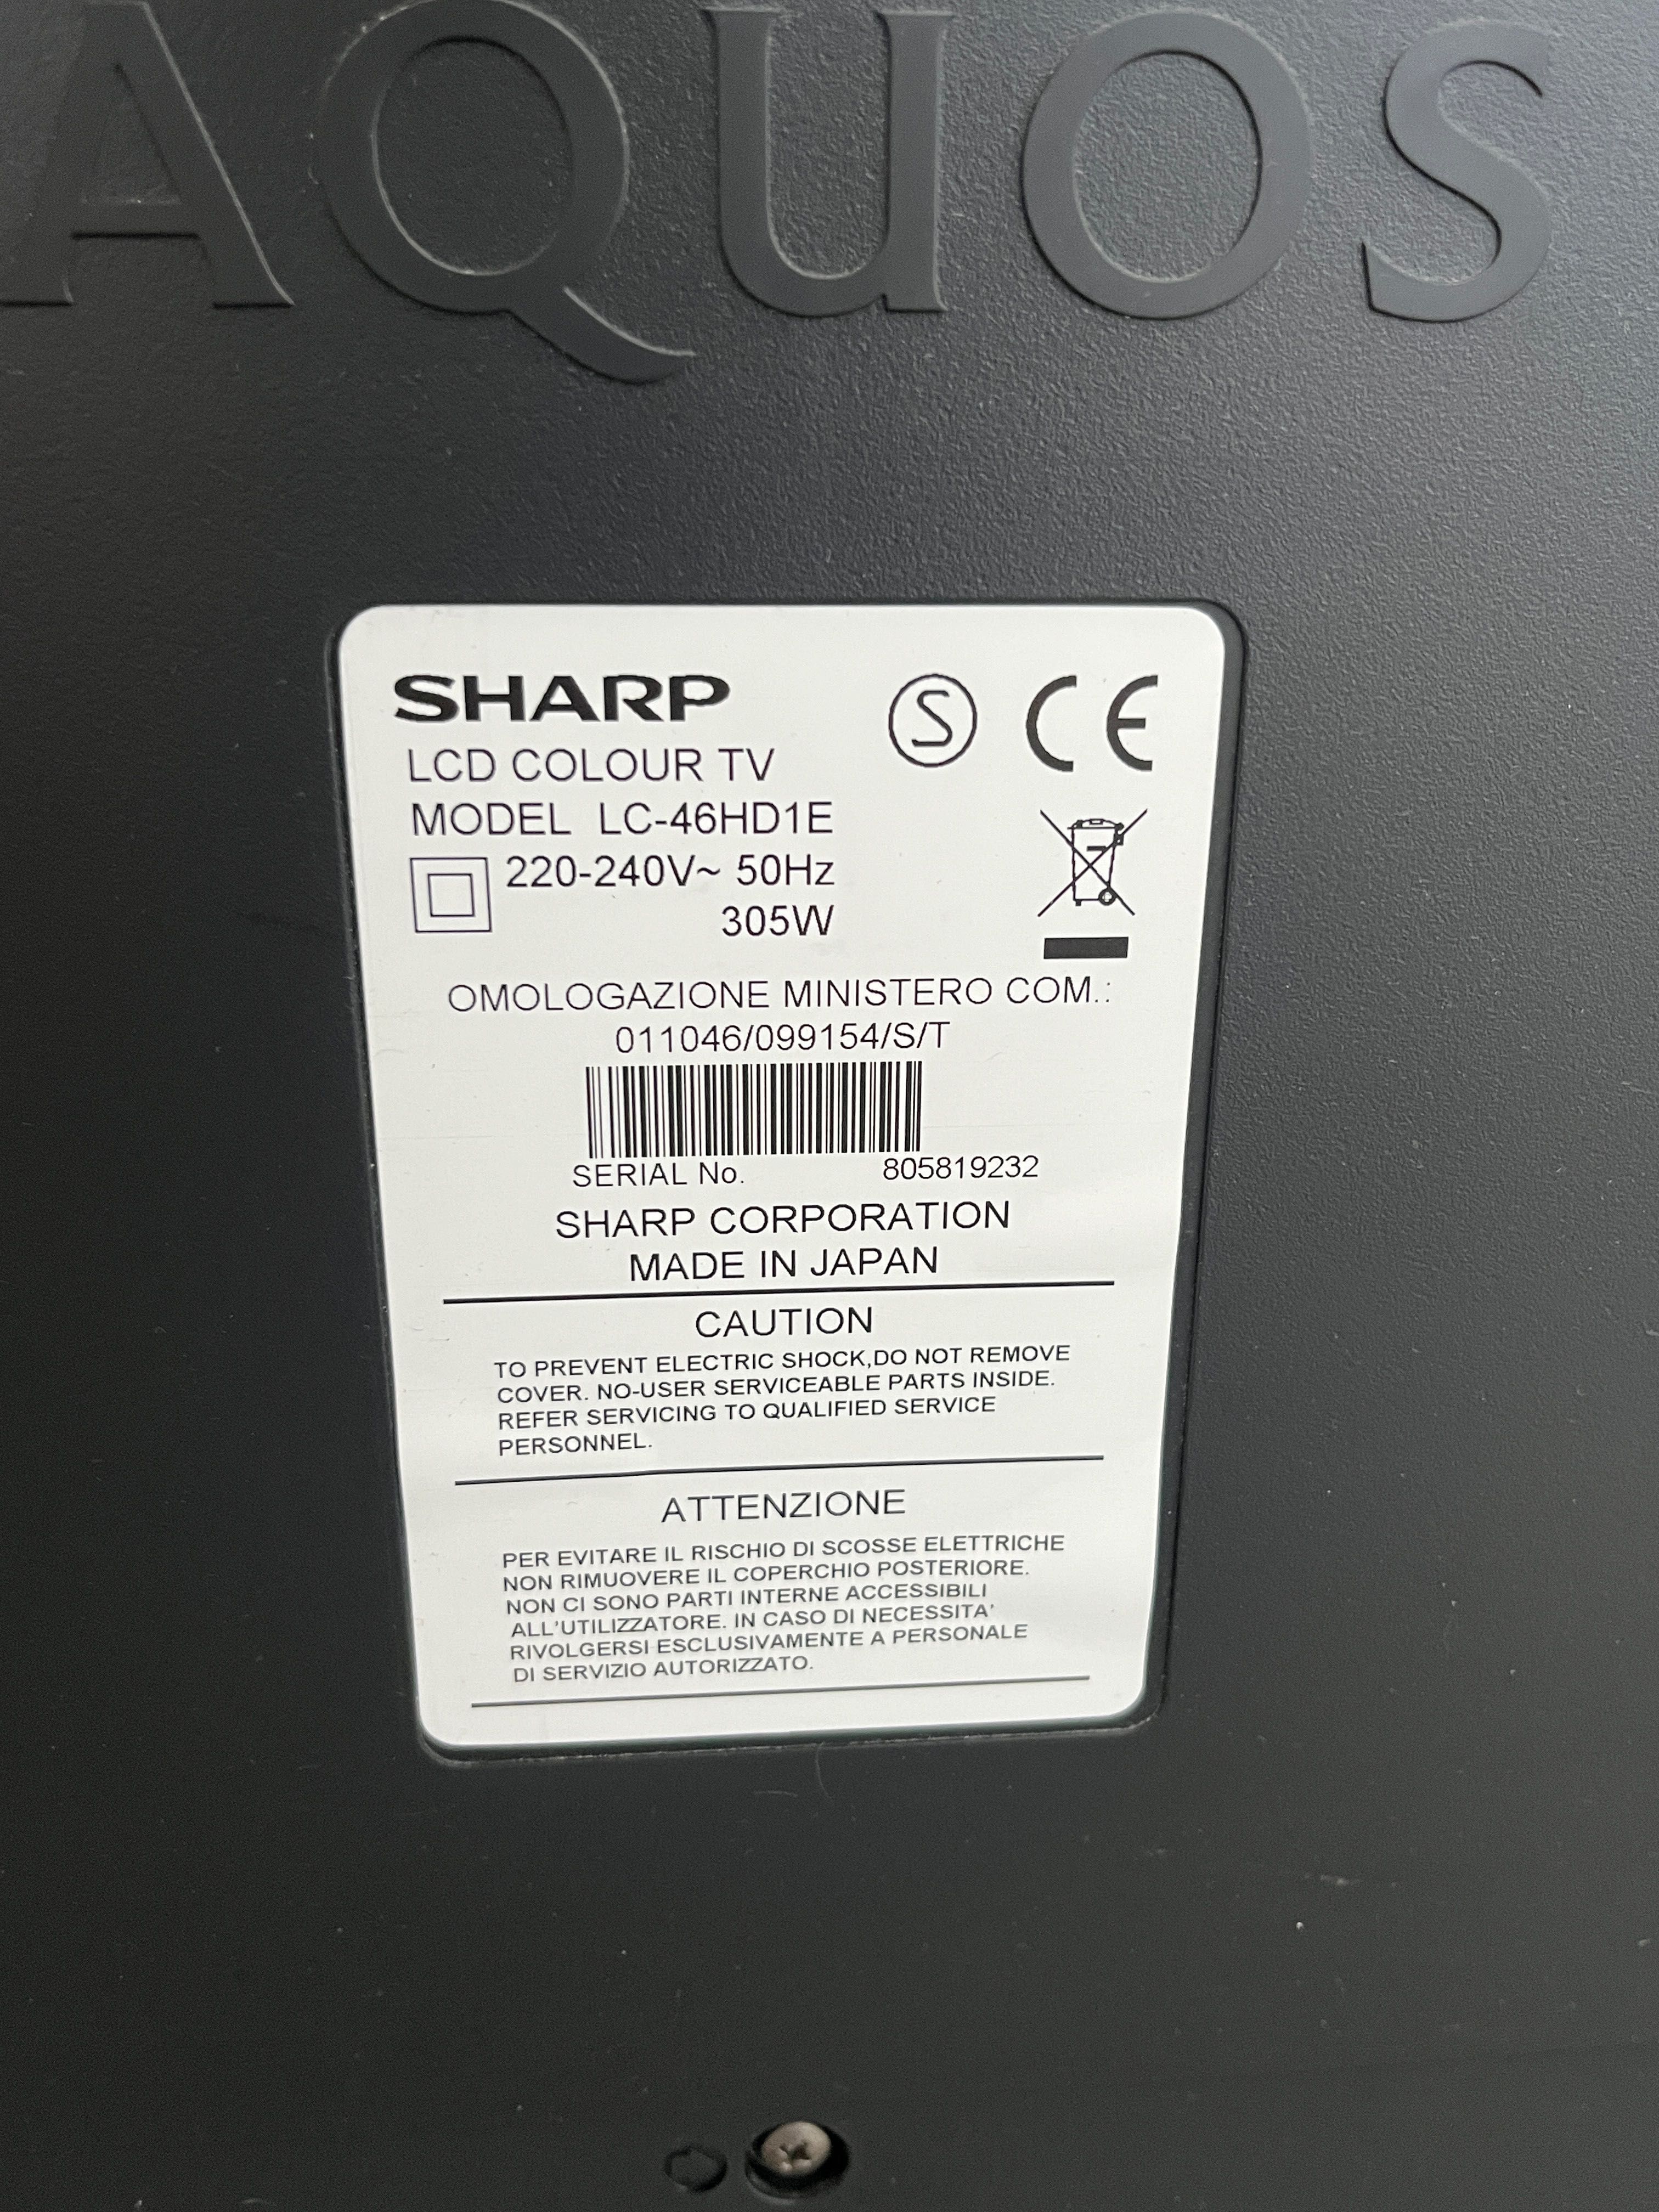 AQUOS
SHARP
LCD COLOUR TV
MODEL LC-46HD1E
220-240V~ 50Hz
305W
OMOLOGAZIONE MINISTERO COM.:
011046/099154/S/T
SERIAL No. 805819232
SHARP CORPORATION
MADE IN JAPAN
CAUTION
TO PREVENT ELECTRIC SHOCK,DO NOT REMOVE
COVER. NO-USER SERVICEABLE PARTS INSIDE.
REFER SERVICING TO QUALIFIED SERVICE
PERSONNEL.
ATTENZIONE
PER EVITARE IL RISCHIO DI SCOSSE ELETTRICHE
NON RIMUOVERE IL COPERCHIO POSTERIORE.
NON CI SONO PARTI INTERNE ACCESSIBILI
ALL'UTILIZZATORE. IN CASO DI NECESSITA'
RIVOLGERSI ESCLUSIVAMENTE A PERSONALE
DI SERVIZIO AUTORIZZATO.